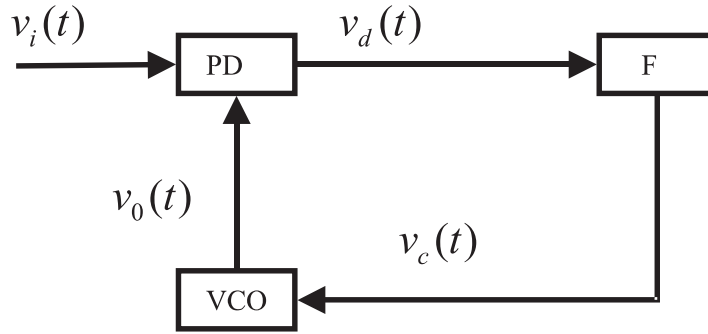 v_i(t)
v_d(t)
PD
F
v_0(t)
v_c(t)
VCO